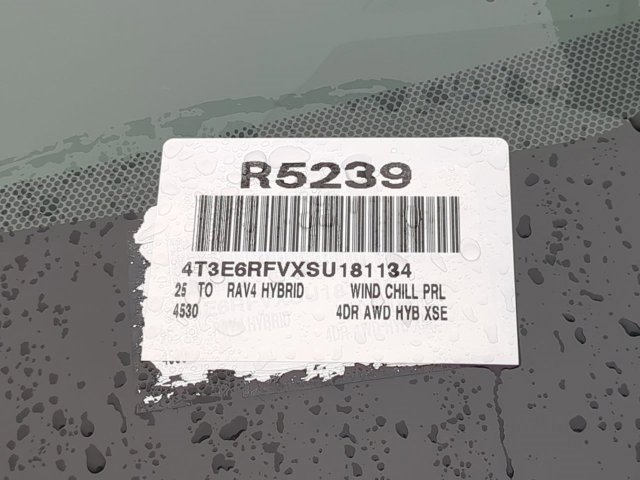 R5239
4T3E6RFVXSU181134
25 TO RAV4 HYBRID WIND CHILL PRL
4530 4DR AWD HYB XSE